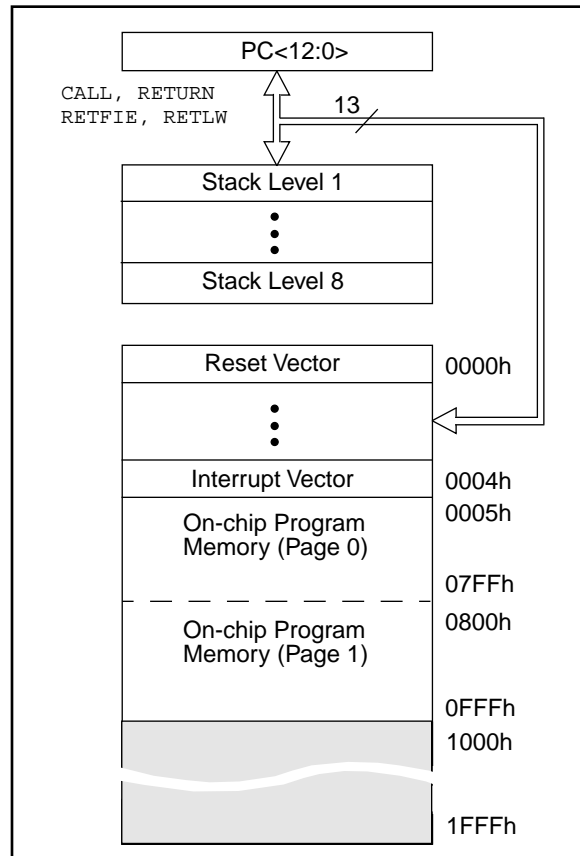 PC<12:0>
CALL, RETURN
RETFIE, RETLW
13
Stack Level 1
Stack Level 8
Reset Vector
0000h
Interrupt Vector
0004h
On-chip Program
Memory (Page 0)
0005h
07FFh
On-chip Program
Memory (Page 1)
0800h
0FFFh
1000h
1FFFh